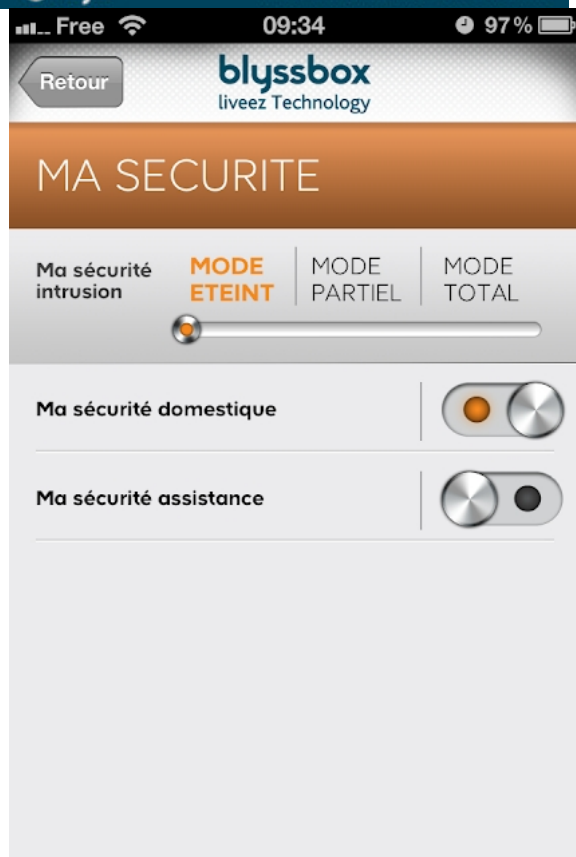 Free 09:34 97%
Retour
blyssbox
liveez Technology
MA SECURITE
Ma sécurité
intrusion
MODE
ETEINT
MODE
PARTIEL
MODE
TOTAL
Ma sécurité domestique
Ma sécurité assistance